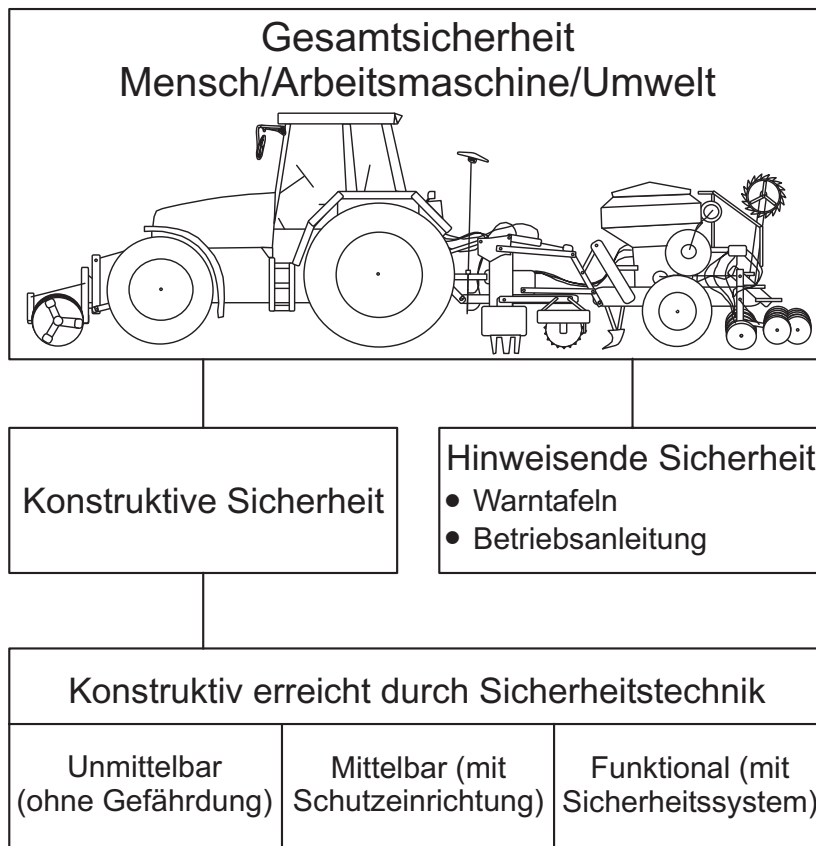 Gesamtsicherheit
Mensch/Arbeitsmaschine/Umwelt
Konstruktive Sicherheit
Hinweisende Sicherheit
• Warntafeln
• Betriebsanleitung
Konstruktiv erreicht durch Sicherheitstechnik
Unmittelbar
(ohne Gefährdung)
Mittelbar (mit
Schutzeinrichtung)
Funktional (mit
Sicherheitssystem)